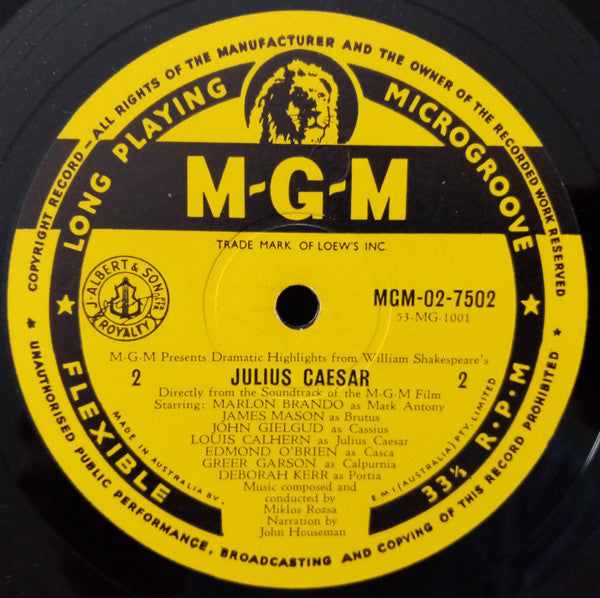 COPYRIGHT RECORD—ALL RIGHTS OF THE MANUFACTURER AND THE OWNER OF THE RECORDED WORK RESERVED
LONG PLAYING
MICROGROOVE
M-G-M
TRADE MARK OF LOEW'S INC.
J. ALBERT & SON
ROYALTY
MCM-02-7502
53-MG-1001
M-G-M Presents Dramatic Highlights from William Shakespeare's
2 JULIUS CAESAR 2
Directly from the Soundtrack of the M-G-M Film
Starring: MARLON BRANDO as Mark Antony
JAMES MASON as Brutus
JOHN GIELGUD as Cassius
LOUIS CALHERN as Julius Caesar
EDMOND O'BRIEN as Casca
GREER GARSON as Calpurnia
DEBORAH KERR as Portia
Music composed and
conducted by
Miklos Rozsa
Narration by
John Houseman
MADE IN AUSTRALIA BY-
EMI (AUSTRALIA) PTY. LIMITED
FLEXIBLE
33⅓ R·P·M
UNAUTHORISED PUBLIC PERFORMANCE, BROADCASTING AND COPYING OF THIS RECORD PROHIBITED